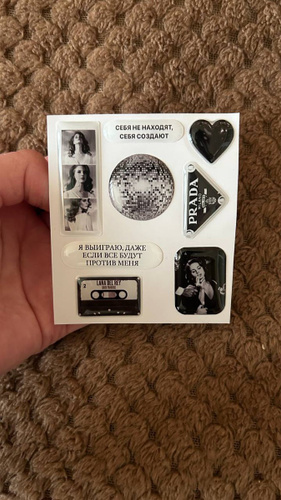 СЕБЯ НЕ НАХОДЯТ,
СЕБЯ СОЗДАЮТ
PRADA
Я ВЫИГРАЮ, ДАЖЕ
ЕСЛИ ВСЕ БУДУТ
ПРОТИВ МЕНЯ
LANA DEL REY